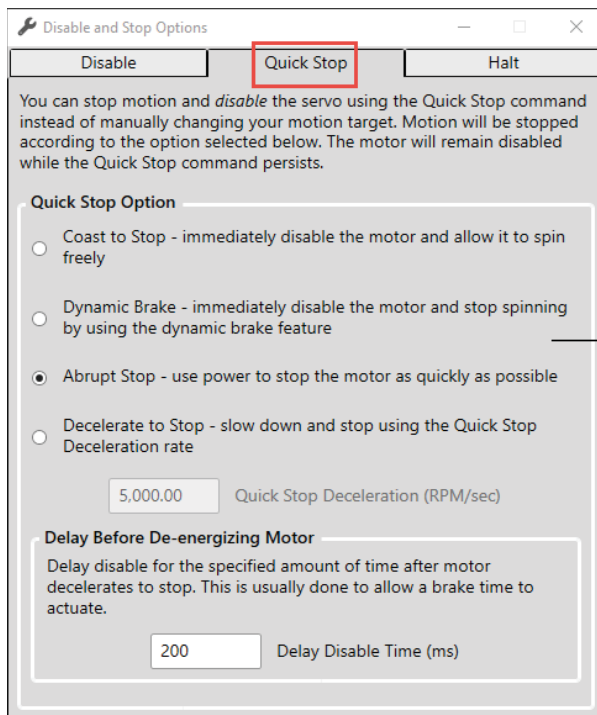 Disable and Stop Options
Disable Quick Stop Halt
You can stop motion and disable the servo using the Quick Stop command
instead of manually changing your motion target. Motion will be stopped
according to the option selected below. The motor will remain disabled
while the Quick Stop command persists.
Quick Stop Option
Coast to Stop - immediately disable the motor and allow it to spin
freely
Dynamic Brake - immediately disable the motor and stop spinning
by using the dynamic brake feature
Abrupt Stop - use power to stop the motor as quickly as possible
Decelerate to Stop - slow down and stop using the Quick Stop
Deceleration rate
5,000.00 Quick Stop Deceleration (RPM/sec)
Delay Before De-energizing Motor
Delay disable for the specified amount of time after motor
decelerates to stop. This is usually done to allow a brake time to
actuate.
200 Delay Disable Time (ms)